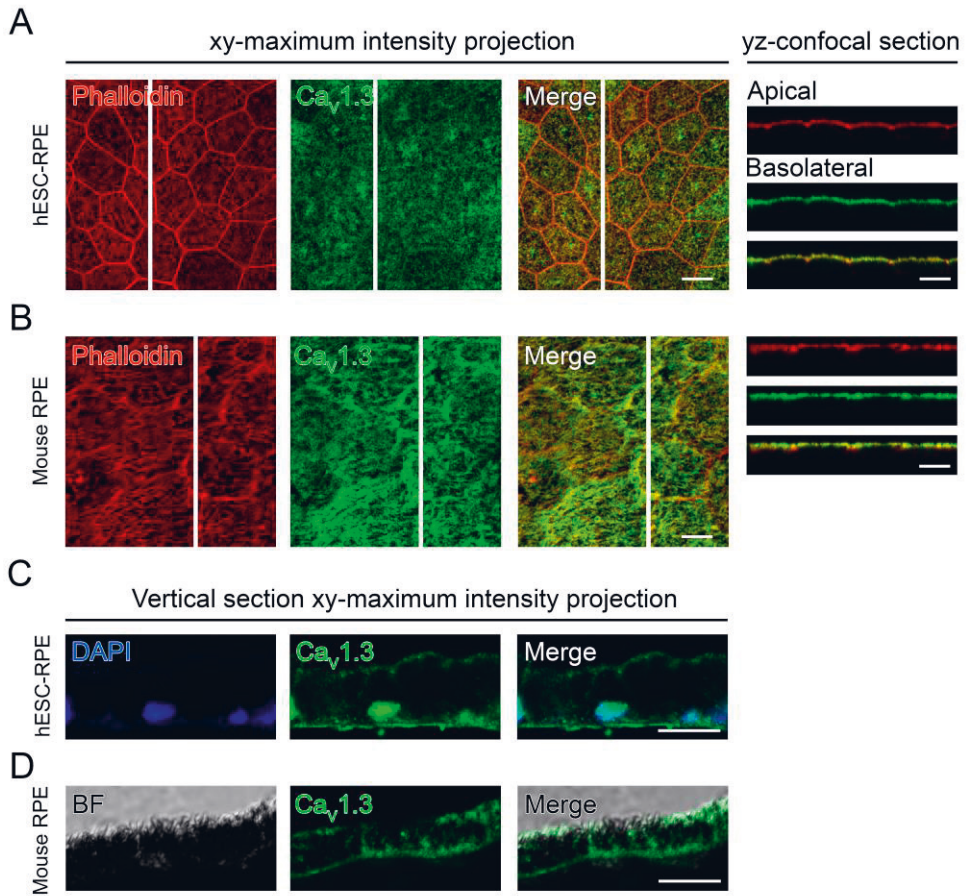 A
xy-maximum intensity projection
yz-confocal section
hESC-RPE
Phalloidin
Cav1.3
Merge
Apical
Basolateral
B
Mouse RPE
Phalloidin
Cav1.3
Merge
C
Vertical section xy-maximum intensity projection
hESC-RPE
DAPI
Cav1.3
Merge
D
Mouse RPE
BF
Cav1.3
Merge